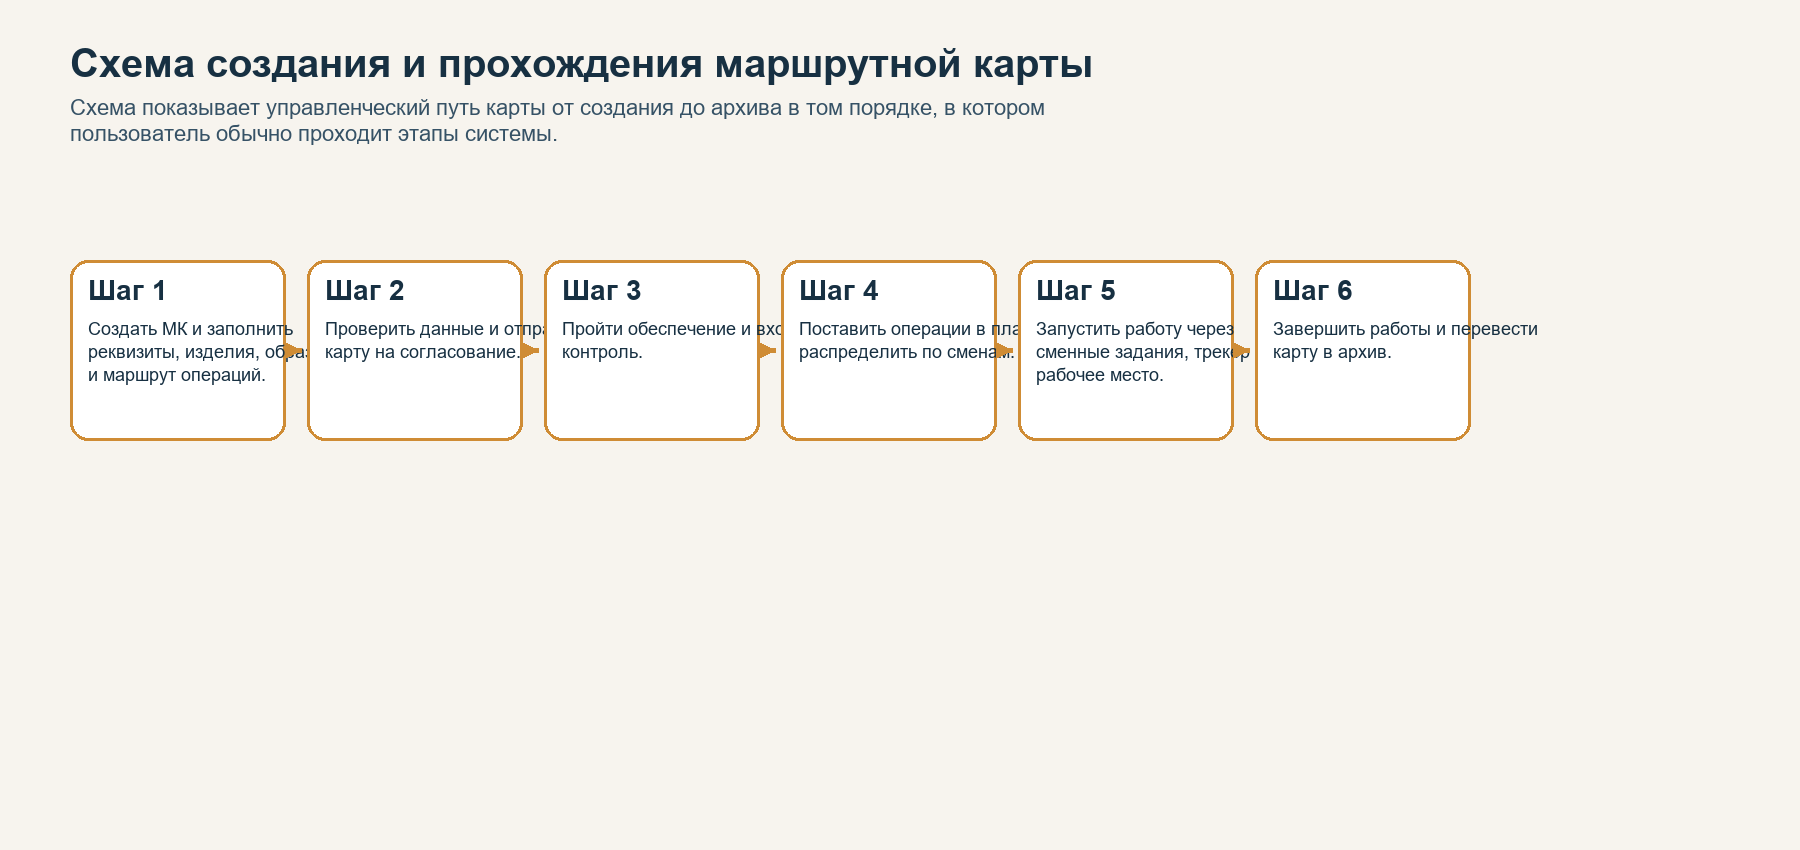 Схема создания и прохождения маршрутной карты
Схема показывает управленческий путь карты от создания до архива в том порядке, в котором
пользователь обычно проходит этапы системы.
Шаг 1
Создать МК и заполнить
реквизиты, изделия,
и маршрут операций.
Шаг 2
Проверить данные и
карту на согласование.
Шаг 3
Пройти обеспечение и
контроль.
Шаг 4
Поставить операции в
распределить по сменам.
Шаг 5
Запустить работу через
сменные задания, трекер
рабочее место.
Шаг 6
Завершить работы и перевести
карту в архив.